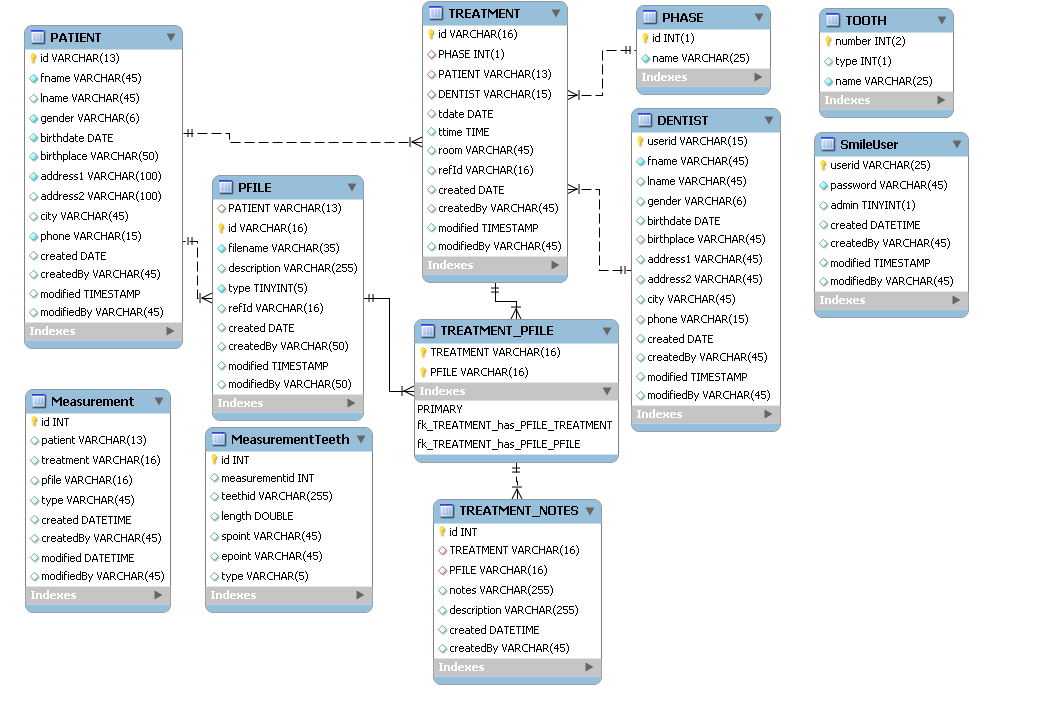 PATIENT
id VARCHAR(13)
fname VARCHAR(45)
lname VARCHAR(45)
gender VARCHAR(6)
birthdate DATE
birthplace VARCHAR(50)
address1 VARCHAR(100)
address2 VARCHAR(100)
city VARCHAR(45)
phone VARCHAR(15)
created DATE
createdBy VARCHAR(45)
modified TIMESTAMP
modifiedBy VARCHAR(45)
Indexes
PFILE
PATIENT VARCHAR(13)
id VARCHAR(16)
filename VARCHAR(35)
description VARCHAR(255)
type TINYINT(5)
refId VARCHAR(16)
created DATE
createdBy VARCHAR(50)
modified TIMESTAMP
modifiedBy VARCHAR(50)
Indexes
TREATMENT
id VARCHAR(16)
PHASE INT(1)
PATIENT VARCHAR(13)
DENTIST VARCHAR(15)
tdate DATE
ttime TIME
room VARCHAR(45)
refId VARCHAR(16)
created DATE
createdBy VARCHAR(45)
modified TIMESTAMP
modifiedBy VARCHAR(45)
Indexes
PHASE
id INT(1)
name VARCHAR(25)
Indexes
TOOTH
number INT(2)
type INT(1)
name VARCHAR(25)
Indexes
DENTIST
userid VARCHAR(15)
fname VARCHAR(45)
lname VARCHAR(45)
gender VARCHAR(6)
birthdate DATE
birthplace VARCHAR(45)
address1 VARCHAR(45)
address2 VARCHAR(45)
city VARCHAR(45)
phone VARCHAR(15)
created DATE
createdBy VARCHAR(45)
modified TIMESTAMP
modifiedBy VARCHAR(45)
Indexes
SmileUser
userid VARCHAR(25)
password VARCHAR(45)
admin TINYINT(1)
created DATETIME
createdBy VARCHAR(45)
modified TIMESTAMP
modifiedBy VARCHAR(45)
Indexes
TREATMENT_PFILE
TREATMENT VARCHAR(16)
PFILE VARCHAR(16)
Indexes
PRIMARY
fk_TREATMENT_has_PFILE_TREATMENT
fk_TREATMENT_has_PFILE_PFILE
Measurement
id INT
patient VARCHAR(13)
treatment VARCHAR(16)
pfile VARCHAR(16)
type VARCHAR(45)
created DATETIME
createdBy VARCHAR(45)
modified DATETIME
modifiedBy VARCHAR(45)
Indexes
MeasurementTeeth
id INT
measurementid INT
teethid VARCHAR(255)
length DOUBLE
spoint VARCHAR(45)
epoint VARCHAR(45)
type VARCHAR(5)
Indexes
TREATMENT_NOTES
id INT
TREATMENT VARCHAR(16)
PFILE VARCHAR(16)
notes VARCHAR(255)
description VARCHAR(255)
created DATETIME
createdBy VARCHAR(45)
Indexes